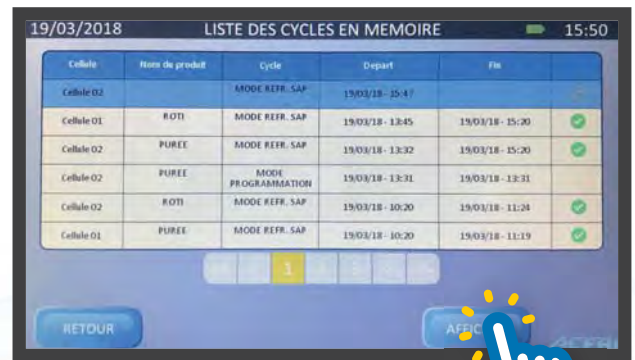 19/03/2018 LISTE DES CYCLES EN MEMOIRE 15:50
Cellule Nom de produit Cycle Depart Fin
Cellule 02 MODE REFR. SAP 19/03/18 - 15:47
Cellule 01 ROTI MODE REFR. SAP 19/03/18 - 13:45 19/03/18 - 15:20
Cellule 02 PUREE MODE REFR. SAP 19/03/18 - 13:32 19/03/18 - 15:20
Cellule 02 PUREE MODE PROGRAMMATION 19/03/18 - 13:31 19/03/18 - 13:31
Cellule 02 ROTI MODE REFR. SAP 19/03/18 - 10:20 19/03/18 - 11:24
Cellule 01 PUREE MODE REFR. SAP 19/03/18 - 10:20 19/03/18 - 11:19
1
RETOUR